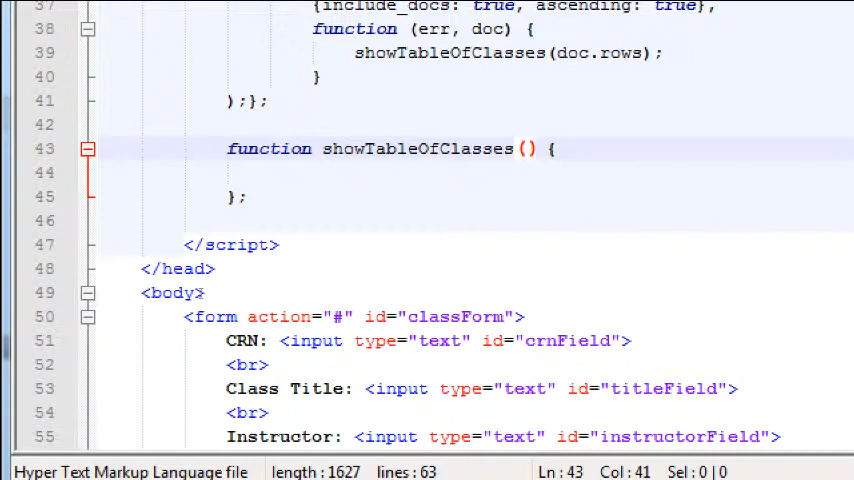 37 {include_docs: true, ascending: true},
38 function (err, doc) {
39 showTableOfClasses(doc.rows);
40 }
41 );};
42
43 function showTableOfClasses() {
44
45 };
46
47 </script>
48 </head>
49 <body>
50 <form action="#" id="classForm">
51 CRN: <input type="text" id="crnField">
52 <br>
53 Class Title: <input type="text" id="titleField">
54 <br>
55 Instructor: <input type="text" id="instructorField">
Hyper Text Markup Language file length : 1627 lines : 63 Ln : 43 Col : 41 Sel : 0 | 0